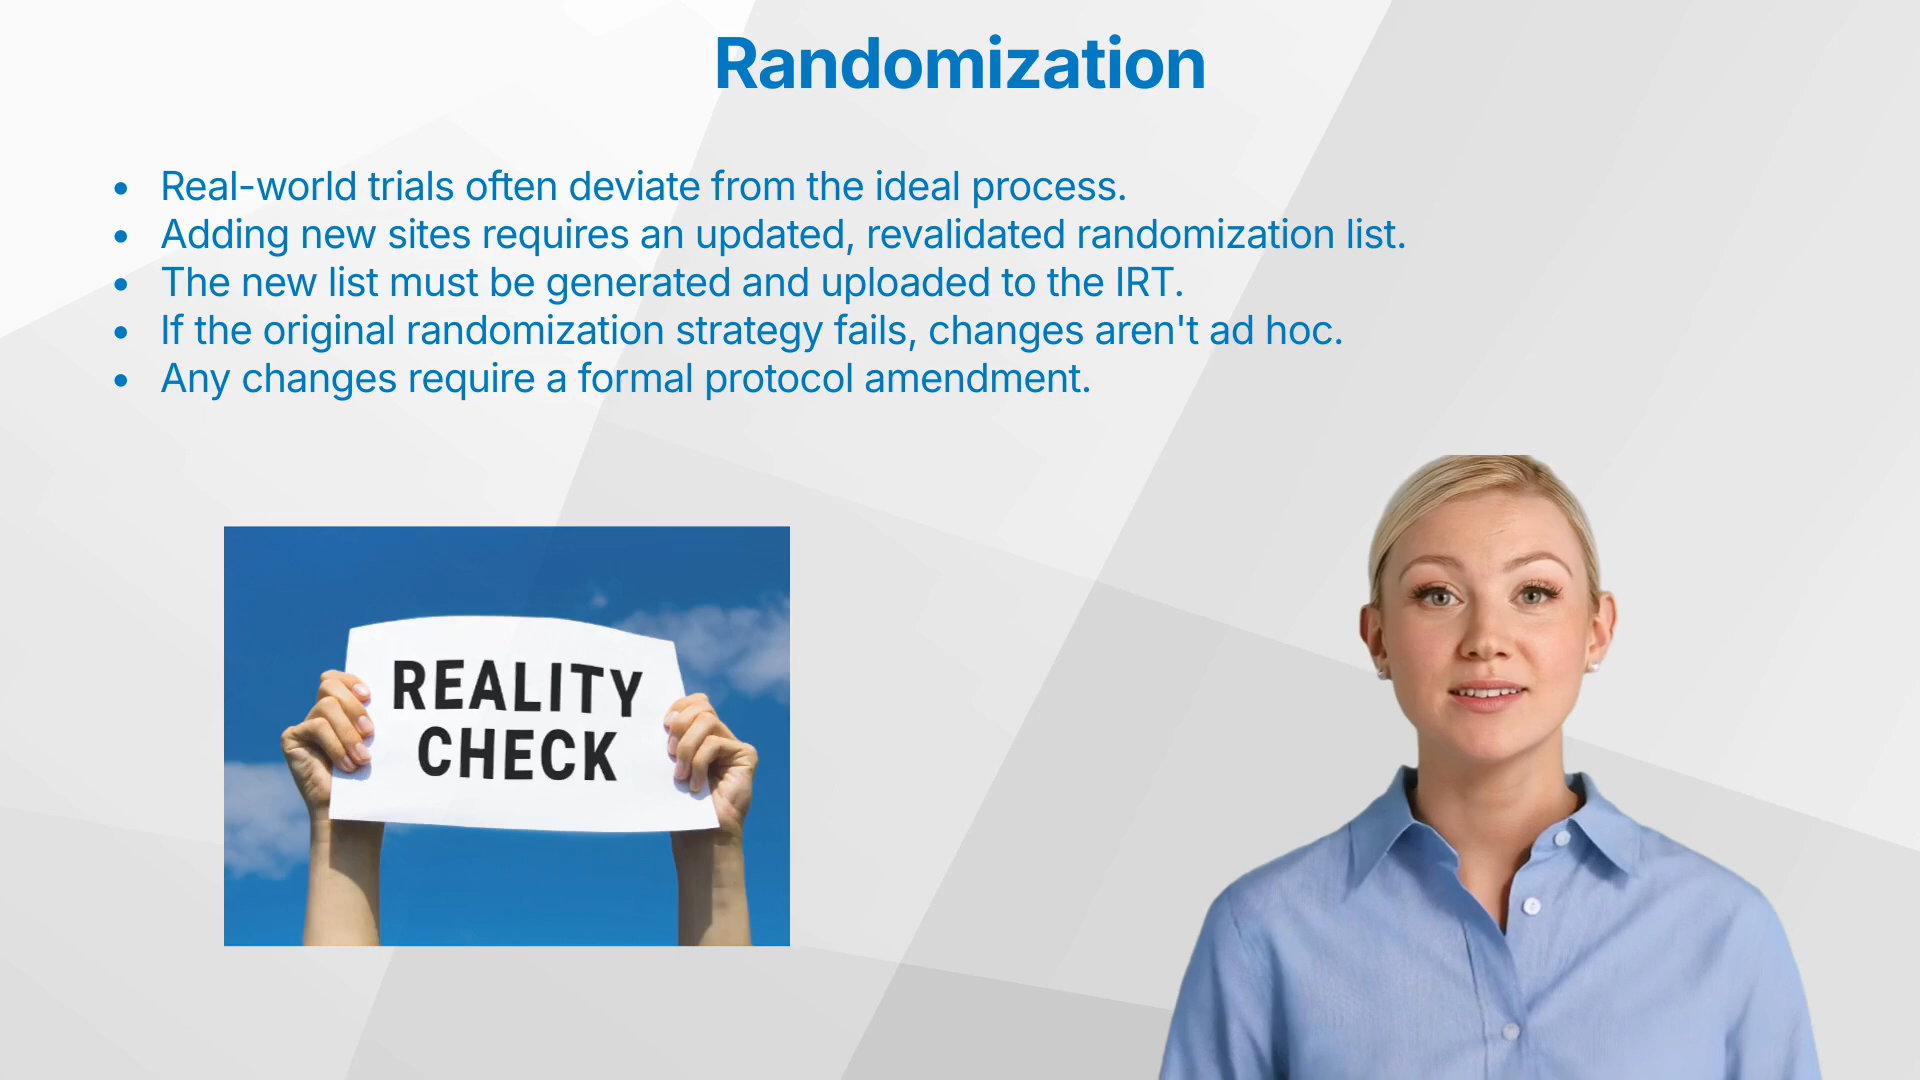 Randomization
• Real-world trials often deviate from the ideal process.
• Adding new sites requires an updated, revalidated randomization list.
• The new list must be generated and uploaded to the IRT.
• If the original randomization strategy fails, changes aren't ad hoc.
• Any changes require a formal protocol amendment.
REALITY
CHECK